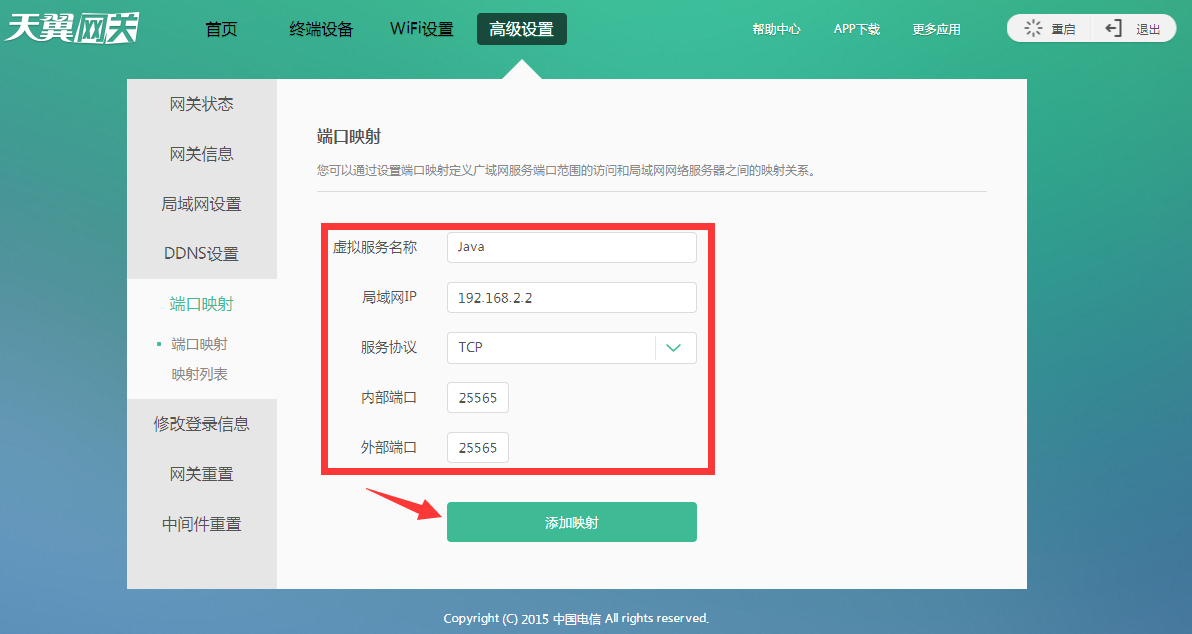 天翼网关
首页 终端设备 WiFi设置 高级设置 帮助中心 APP下载 更多应用 重启 退出
网关状态
网关信息
局域网设置
DDNS设置
端口映射
端口映射
映射列表
修改登录信息
网关重置
中间件重置
端口映射
您可以通过设置端口映射定义广域网服务端口范围的访问和局域网网络服务器之间的映射关系。
虚拟服务名称 Java
局域网IP 192.168.2.2
服务协议 TCP
内部端口 25565
外部端口 25565
添加映射
Copyright (C) 2015 中国电信 All rights reserved.